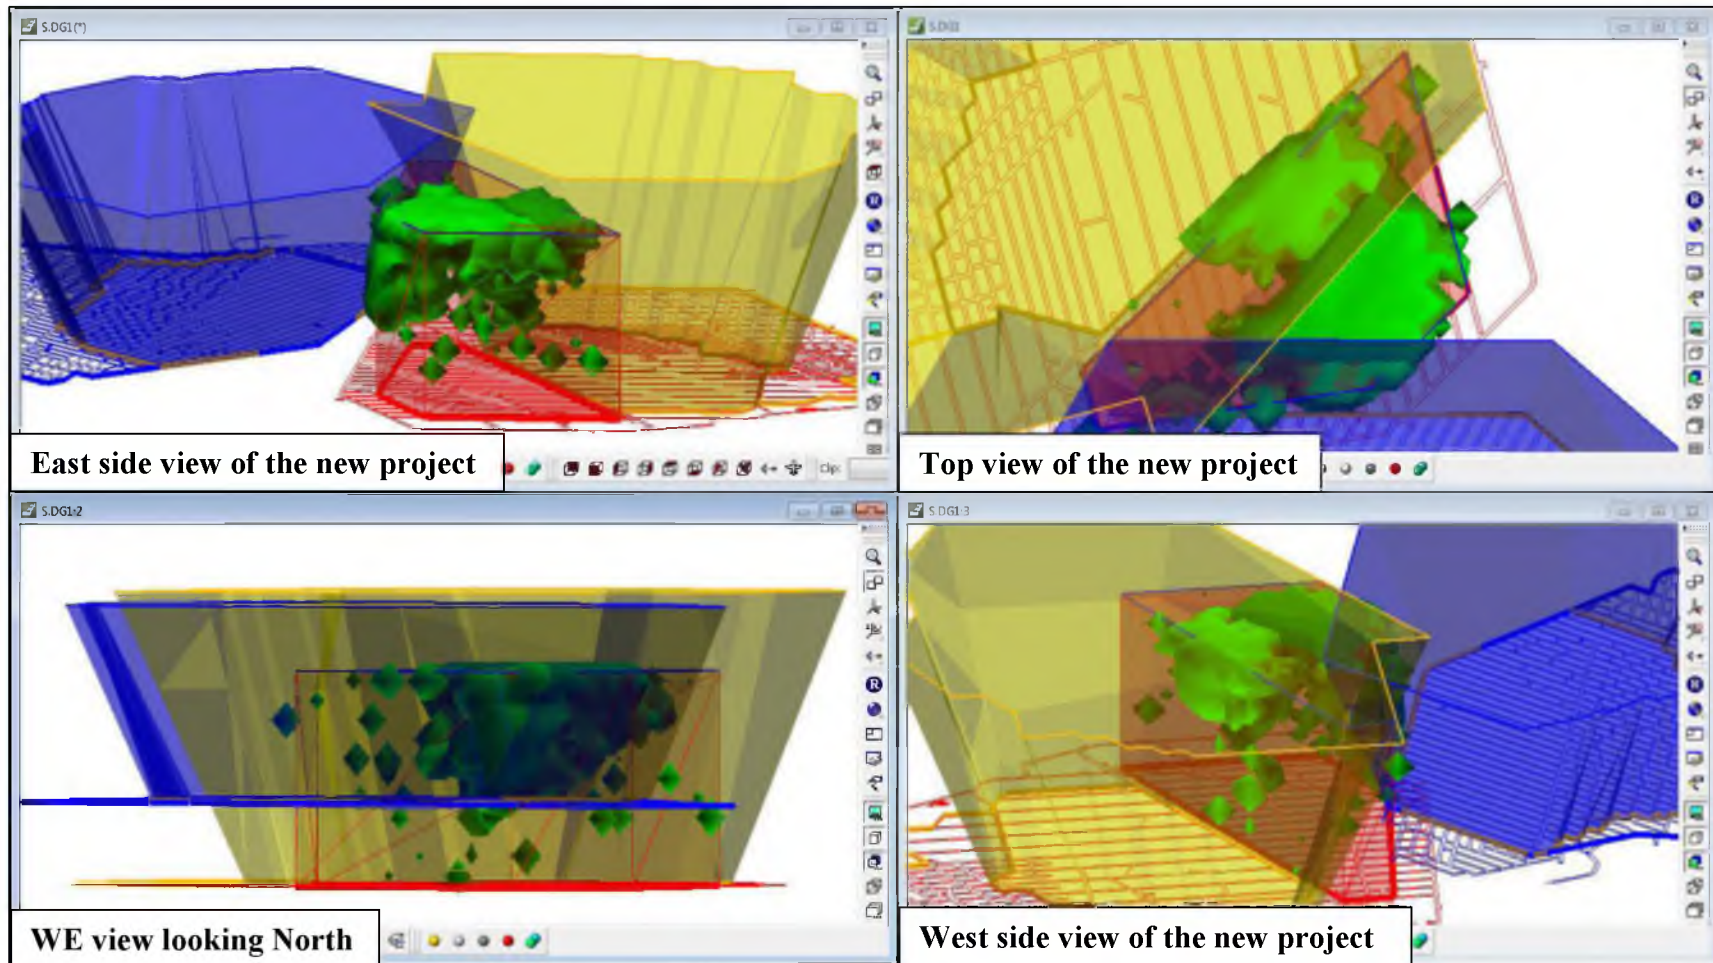 S.DG1(*)
S.DG1
East side view of the new project
Clip:
Top view of the new project
S.DG1:2
S.DG1:3
WE view looking North
West side view of the new project